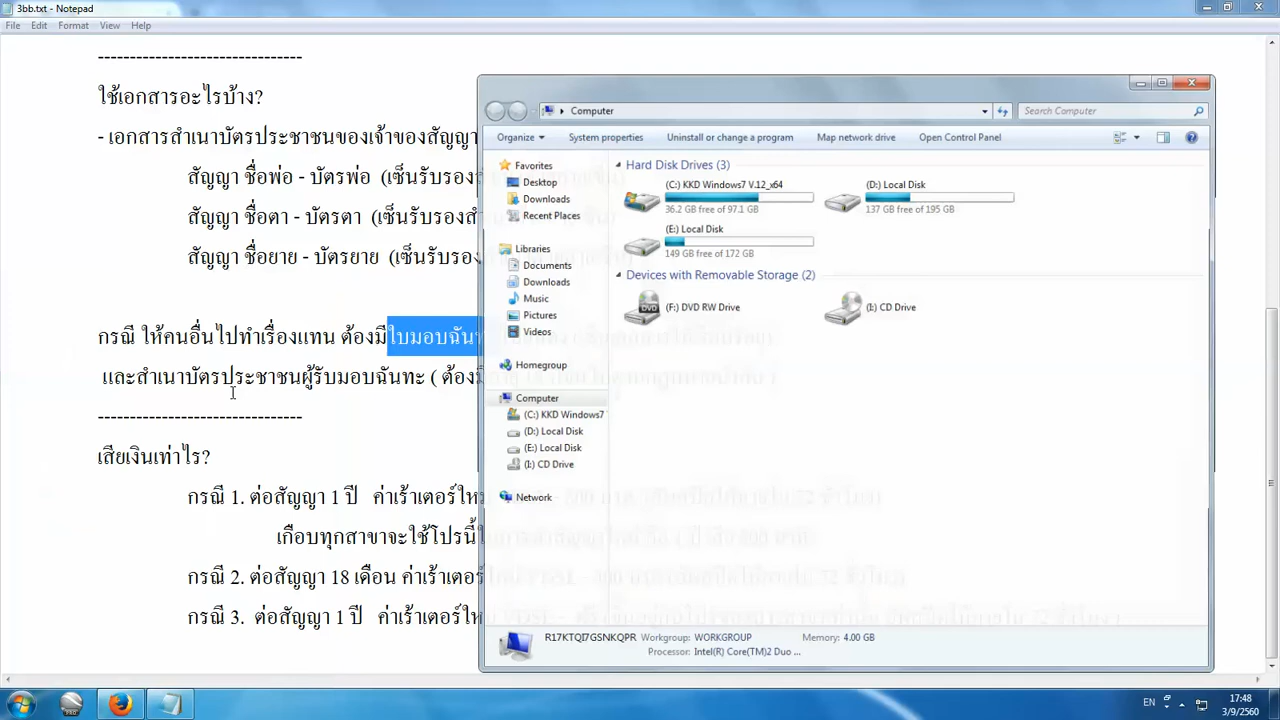 3bb.txt - Notepad
File Edit Format View Help
-------------------------------
ใช้เอกสารอะไรบ้าง?
- เอกสารสำเนาบัตรประชาชนของเจ้าของสัญญา
สัญญา ชื่อพ่อ - บัตรพ่อ (เซ็นรับรอง
สัญญา ชื่อตา - บัตรตา (เซ็นรับรอง
สัญญา ชื่อยาย - บัตรยาย (เซ็นรับรอง
กรณี ให้คนอื่นไปทำเรื่องแทน ต้องมีใบมอบฉัน
และสำเนาบัตรประชาชนผู้รับมอบฉันทะ ( ต้อง
-------------------------------
เสียเงินเท่าไร?
กรณี 1. ต่อสัญญา 1 ปี ค่าเร้าเตอร์ใหม่
เกือบทุกสาขาจะใช้โปรนี้
กรณี 2. ต่อสัญญา 18 เดือน ค่าเร้าเตอร์
กรณี 3. ต่อสัญญา 1 ปี ค่าเร้าเตอร์ใหม่
Computer
Search Computer
Organize System properties Uninstall or change a program Map network drive Open Control Panel
Favorites
Desktop
Downloads
Recent Places
Libraries
Documents
Downloads
Music
Pictures
Videos
Homegroup
Computer
(C:) KKD Windows7
(D:) Local Disk
(E:) Local Disk
(I:) CD Drive
Network
Hard Disk Drives (3)
(C:) KKD Windows7 V.12_x64
36.2 GB free of 97.1 GB
(D:) Local Disk
137 GB free of 195 GB
(E:) Local Disk
149 GB free of 172 GB
Devices with Removable Storage (2)
DVD
(F:) DVD RW Drive
(I:) CD Drive
R17KTQI7GSNKQPR Workgroup: WORKGROUP Memory: 4.00 GB
Processor: Intel(R) Core(TM)2 Duo ...
EN
17:48
3/9/2560